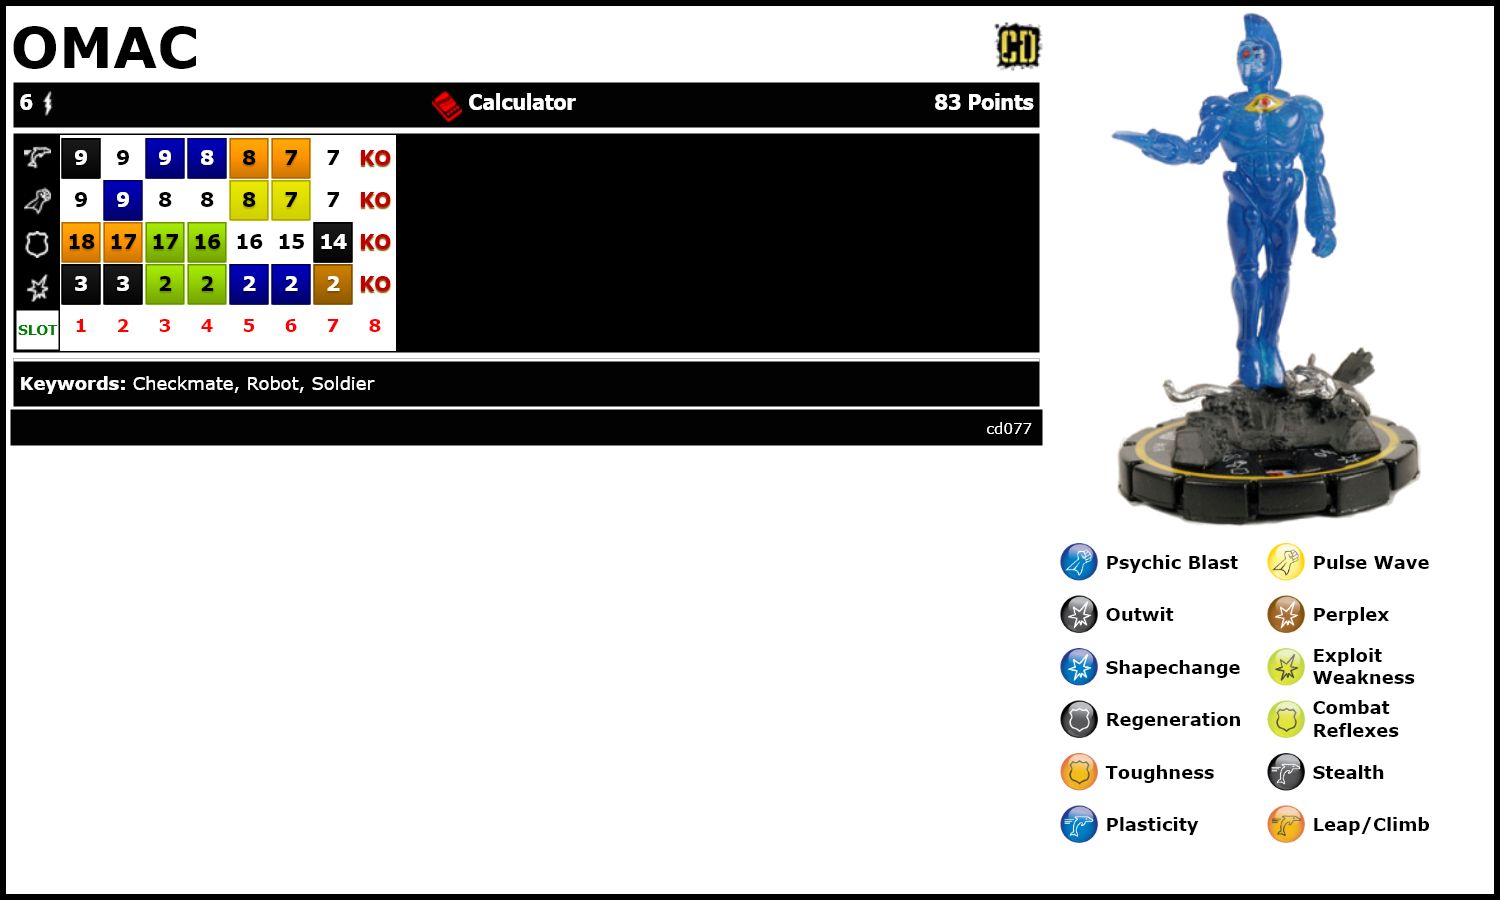 OMAC
CD
6 Calculator 83 Points
9 9 9 8 8 7 7 KO
9 9 8 8 8 7 7 KO
18 17 17 16 16 15 14 KO
3 3 2 2 2 2 2 KO
SLOT 1 2 3 4 5 6 7 8
Keywords: Checkmate, Robot, Soldier
cd077
Psychic Blast Pulse Wave
Outwit Perplex
Shapechange Exploit
Weakness
Regeneration Combat
Reflexes
Toughness Stealth
Plasticity Leap/Climb